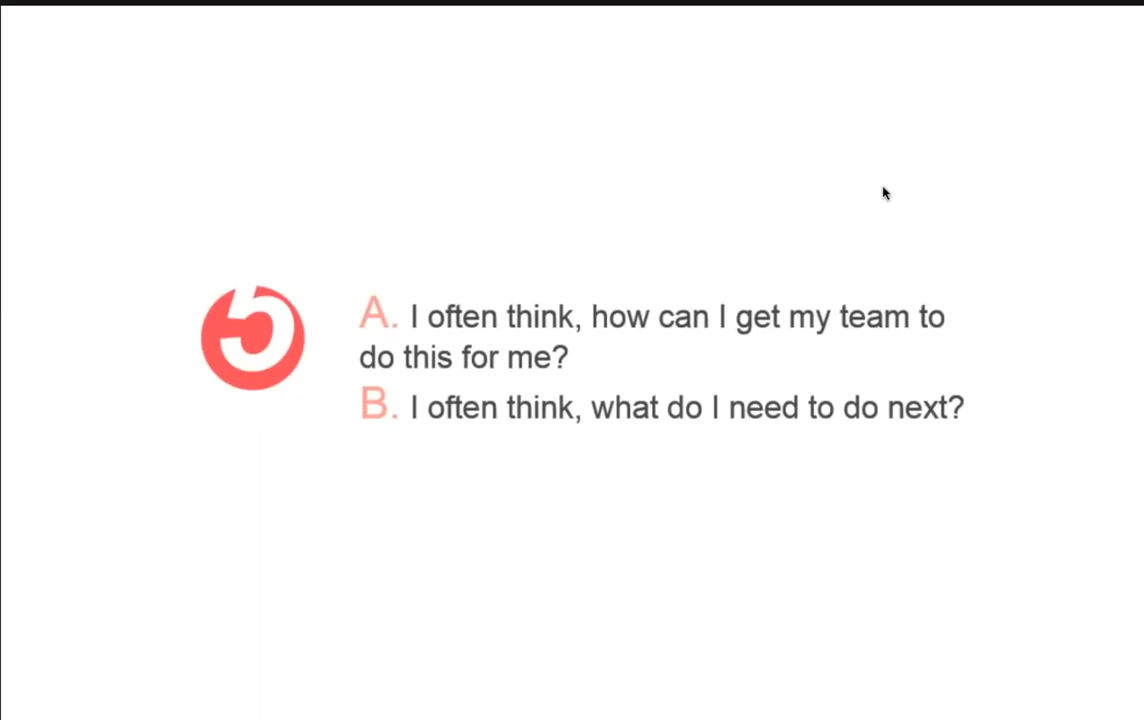 5
A. I often think, how can I get my team to
do this for me?
B. I often think, what do I need to do next?